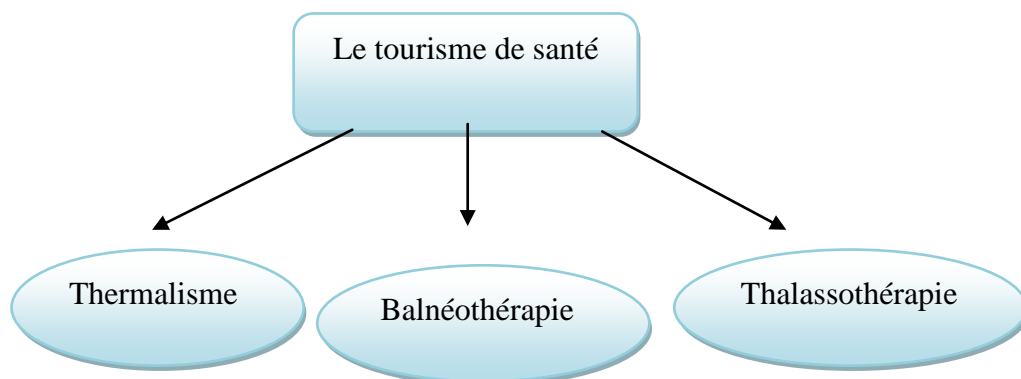 Le tourisme de santé
Thermalisme
Balnéothérapie
Thalassothérapie